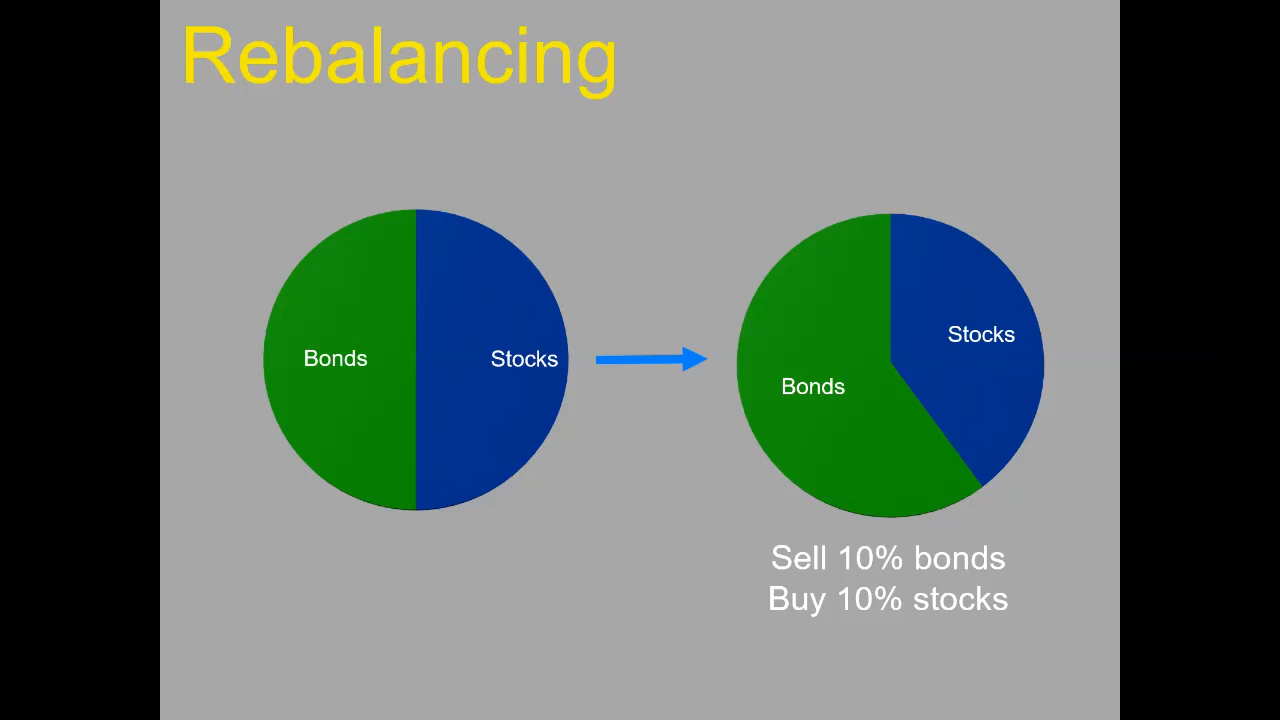 Rebalancing
Bonds
Stocks
Stocks
Bonds
Sell 10% bonds
Buy 10% stocks